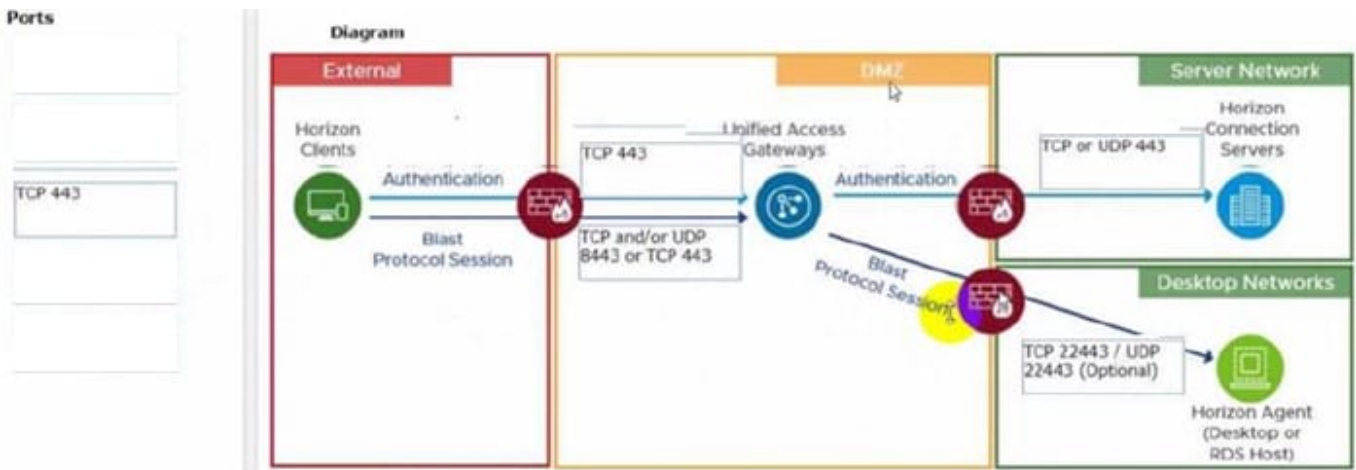 Ports
TCP 443
Diagram
External
DMZ
Server Network
Horizon
Clients
Authentication
Blast
Protocol Session
TCP 443
TCP and/or UDP
8443 or TCP 443
Unified Access
Gateways
Authentication
Blast
Protocol Session
TCP or UDP 443
Horizon
Connection
Servers
Desktop Networks
TCP 22443 / UDP
22443 (Optional)
Horizon Agent
(Desktop or
RDS Host)